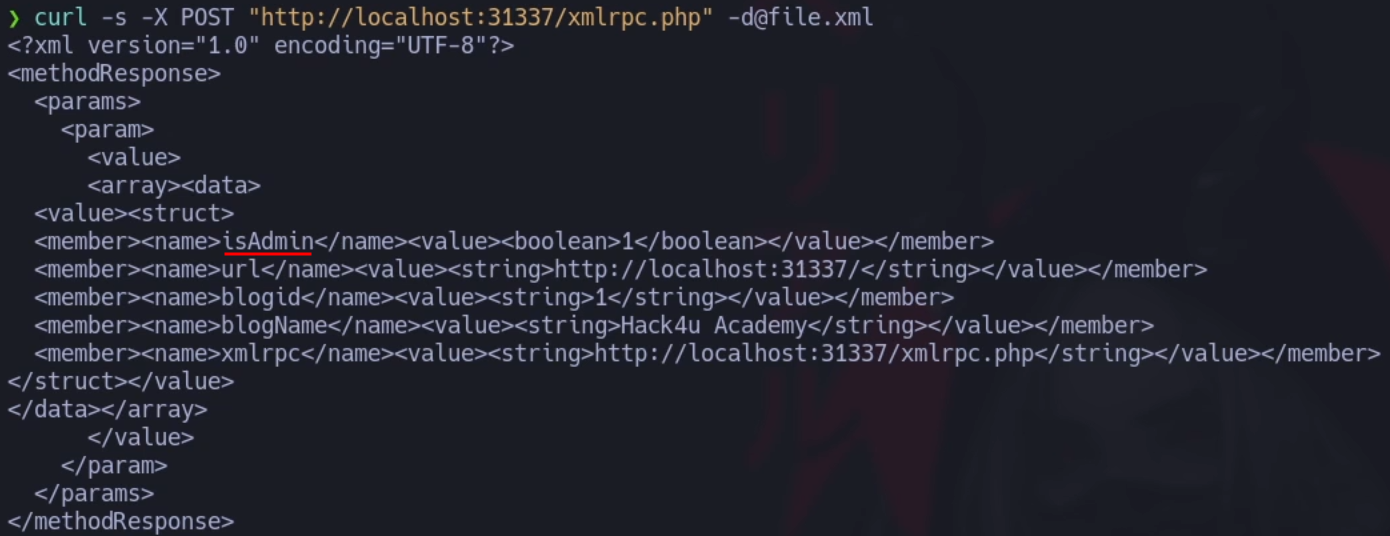 ❯ curl -s -X POST "http://localhost:31337/xmlrpc.php" -d@file.xml
<?xml version="1.0" encoding="UTF-8"?>
<methodResponse>
  <params>
    <param>
      <value>
      <array><data>
  <value><struct>
  <member><name>isAdmin</name><value><boolean>1</boolean></value></member>
  <member><name>url</name><value><string>http://localhost:31337/</string></value></member>
  <member><name>blogid</name><value><string>1</string></value></member>
  <member><name>blogName</name><value><string>Hack4u Academy</string></value></member>
  <member><name>xmlrpc</name><value><string>http://localhost:31337/xmlrpc.php</string></value></member>
</struct></value>
</data></array>
      </value>
    </param>
  </params>
</methodResponse>